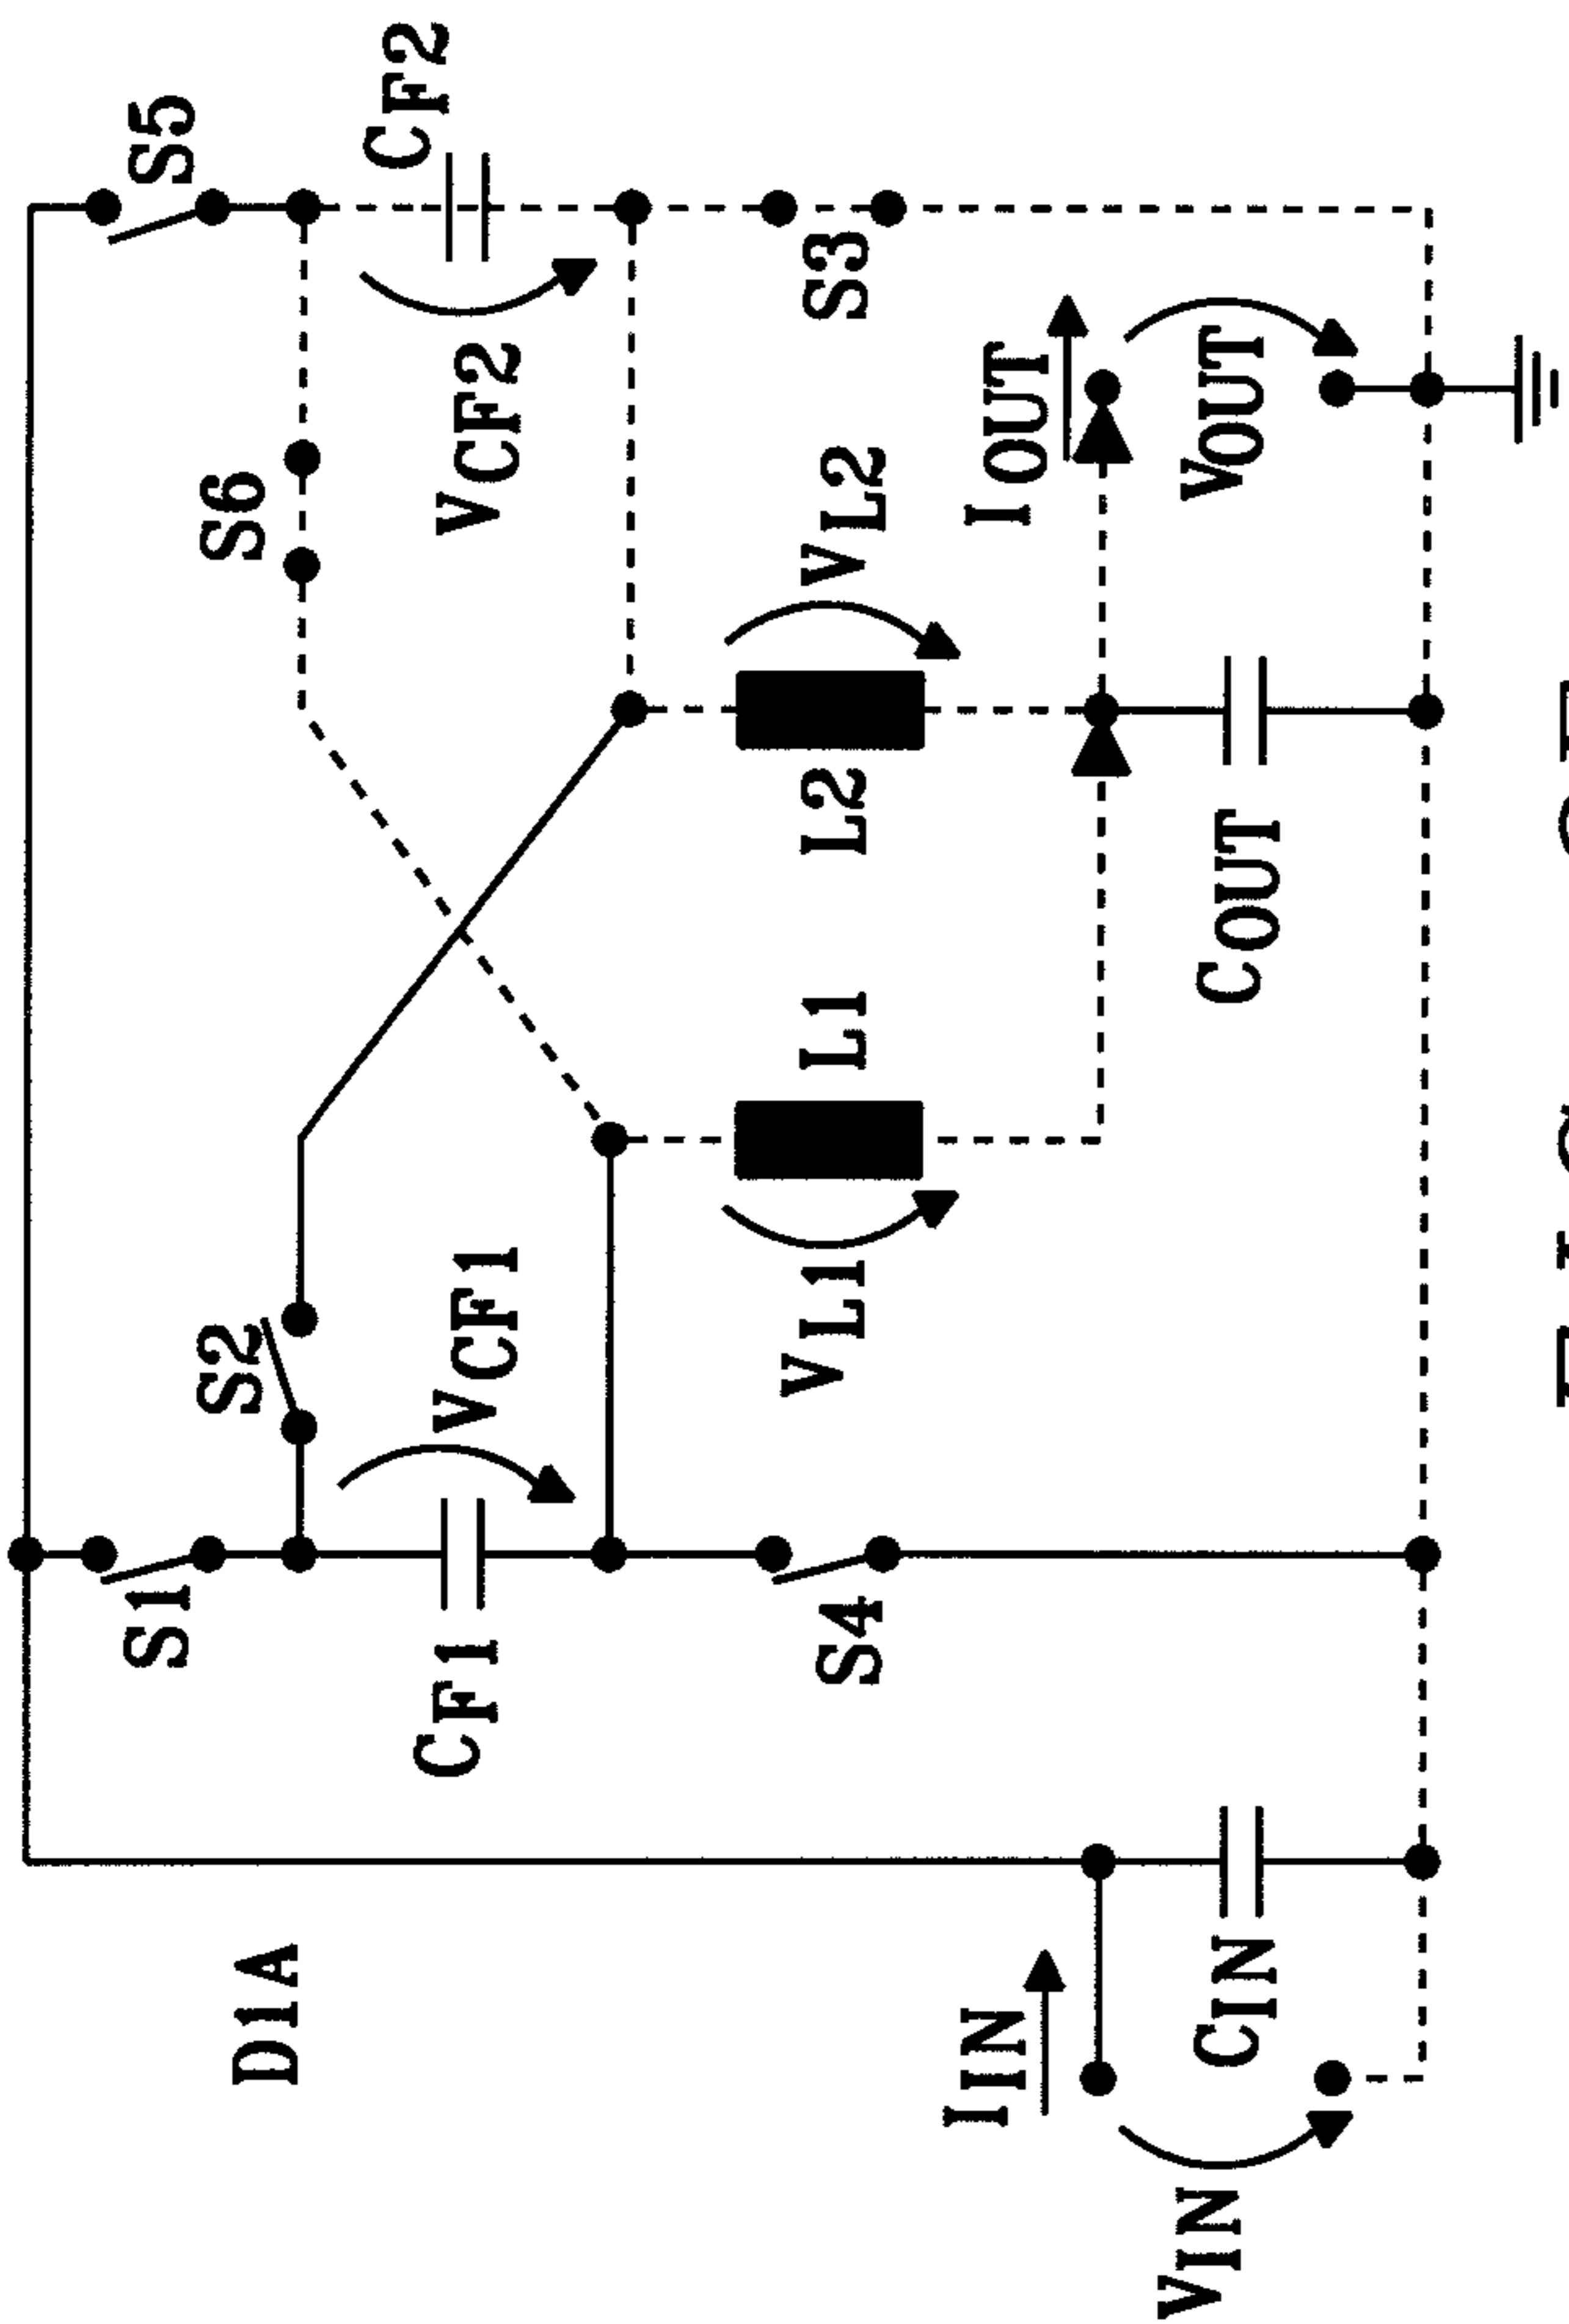 S1
S5
D1A
S2
S6
CF1
VCF1
VCF2
CF2
S4
VL1
L1
L2
VL2
S3
IIN
IOUT
VIN
CIN
COUT
VOUT